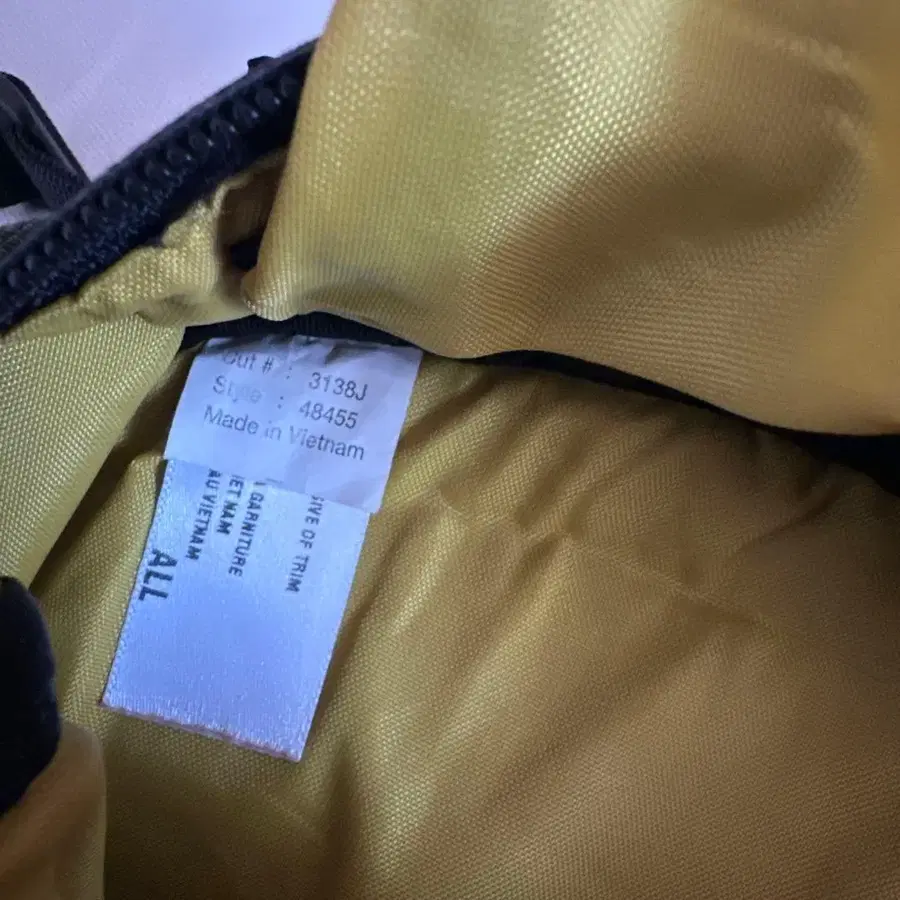 Cut # : 3138J
Style : 48455
Made in Vietnam
SIVE OF TRIM
GARNITURE
IET NAM
AU VIETNAM
ALL